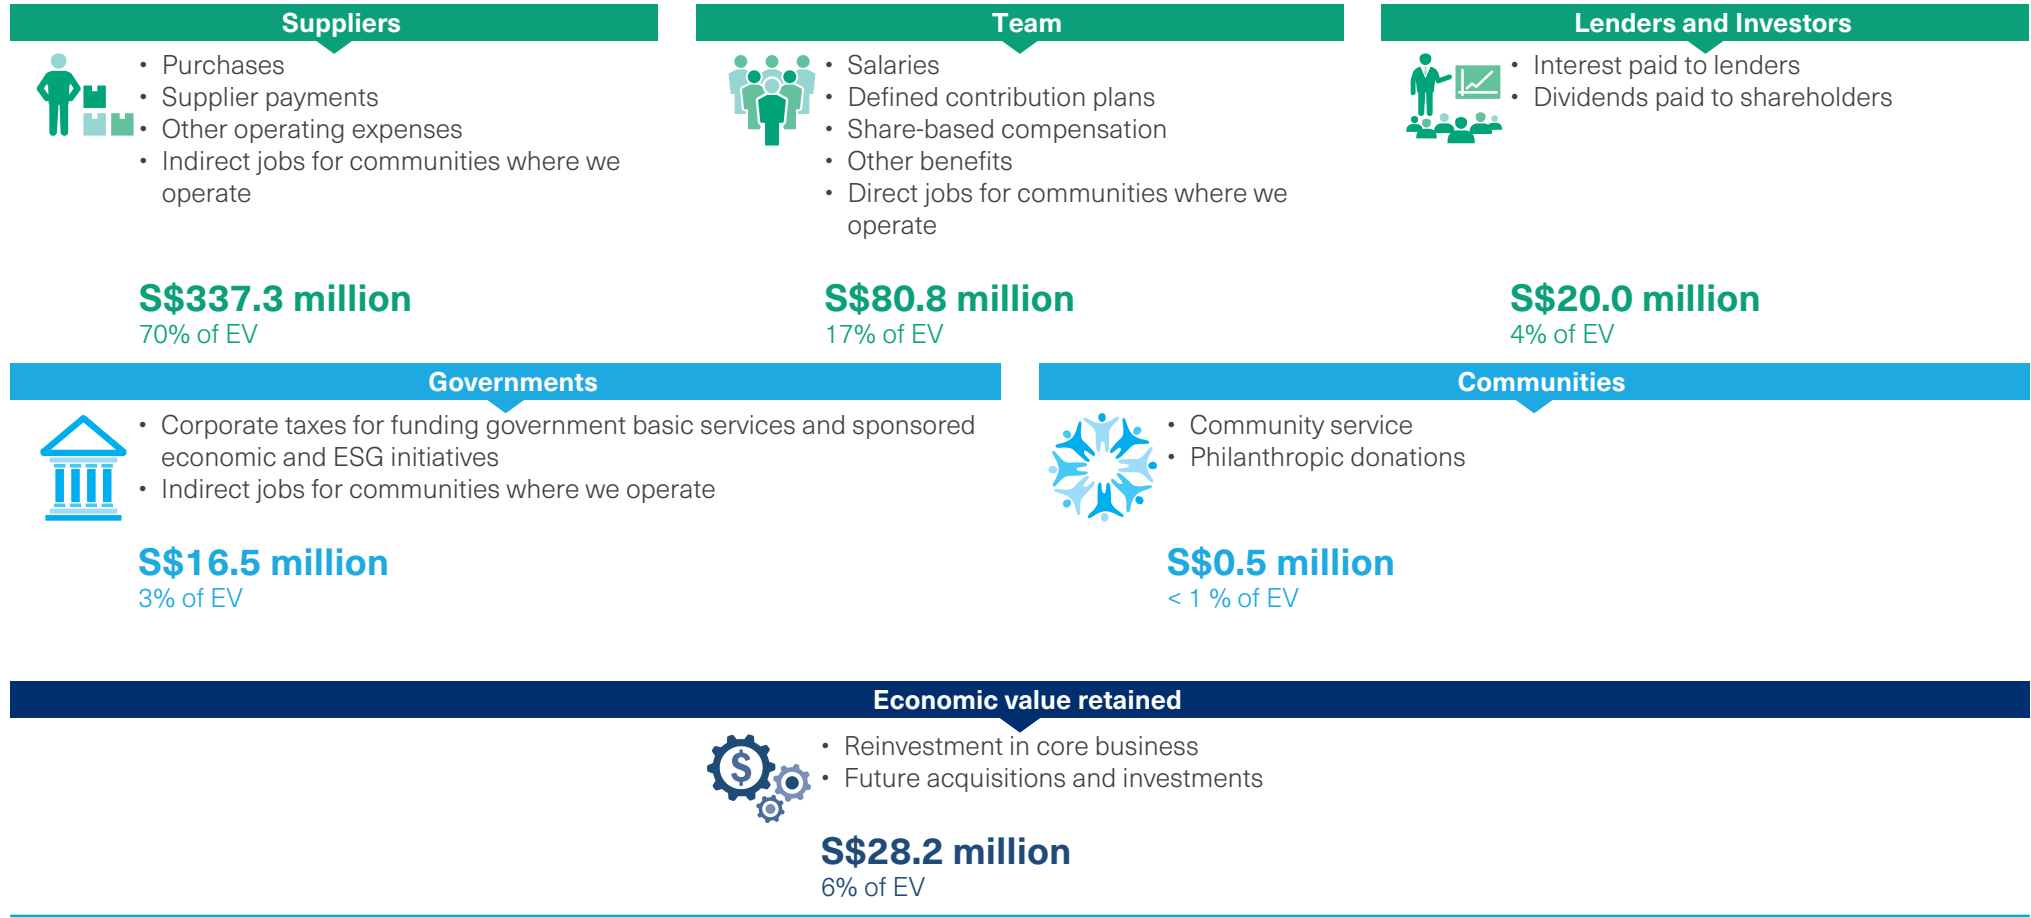 Suppliers
• Purchases
• Supplier payments
• Other operating expenses
• Indirect jobs for communities where we
operate
S$337.3 million
70% of EV
Team
• Salaries
• Defined contribution plans
• Share-based compensation
• Other benefits
• Direct jobs for communities where we
operate
S$80.8 million
17% of EV
Lenders and Investors
• Interest paid to lenders
• Dividends paid to shareholders
S$20.0 million
4% of EV
Governments
• Corporate taxes for funding government basic services and sponsored
economic and ESG initiatives
• Indirect jobs for communities where we operate
S$16.5 million
3% of EV
Communities
• Community service
• Philanthropic donations
S$0.5 million
< 1 % of EV
Economic value retained
$
• Reinvestment in core business
• Future acquisitions and investments
S$28.2 million
6% of EV